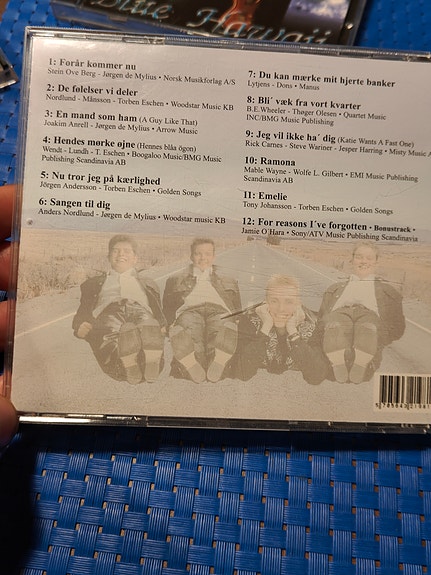 Blue Hawaii
1: Forår kommer nu
Stein Ove Berg - Jørgen de Mylius • Norsk Musikforlag A/S
2: De følelser vi deler
Nordlund - Månsson - Torben Eschen • Woodstar Music KB
3: En mand som ham (A Guy Like That)
Joakim Anrell - Jørgen de Mylius • Arrow Music
4: Hendes mørke øjne (Hennes blåa ögon)
Wendt - Lundh - T. Eschen • Boogaloo Music/BMG Music
Publishing Scandinavia AB
5: Nu tror jeg på kærlighed
Jörgen Andersson - Torben Eschen • Golden Songs
6: Sangen til dig
Anders Nordlund - Jørgen de Mylius • Woodstar music KB
7: Du kan mærke mit hjerte banker
Lytjens - Dons • Manus
8: Bli´ væk fra vort kvarter
B.E.Wheeler - Thøger Olesen • Quartet Music
INC/BMG Music Publishing
9: Jeg vil ikke ha´ dig (Katie Wants A Fast One)
Rick Carnes - Steve Wariner - Jesper Harring • Misty Music A
10: Ramona
Mable Wayne - Wolfe L. Gilbert • EMI Music Publishing
Scandinavia AB
11: Emelie
Tony Johansson - Torben Eschen • Golden Songs
12: For reasons I´ve forgotten • Bonustrack •
Jamie O'Hara • Sony/ATV Music Publishing Scandinavia